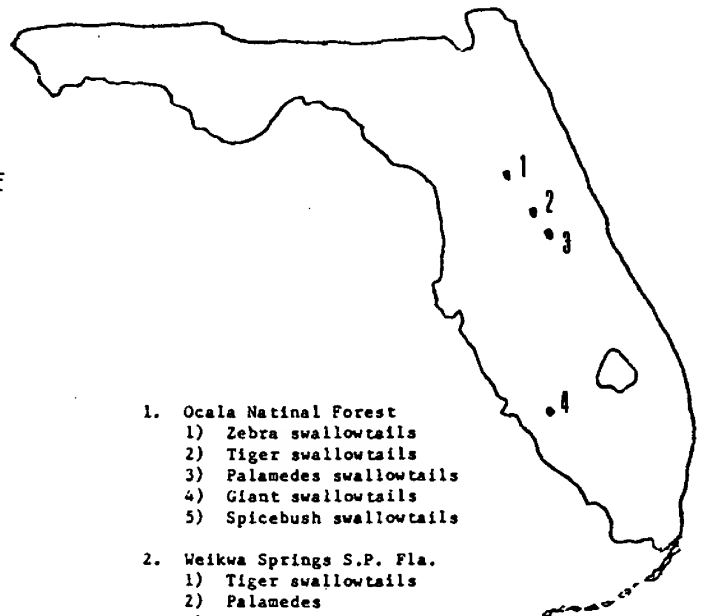 E
1
2
3
4
1. Ocala Natinal Forest
1) Zebra swallowtails
2) Tiger swallowtails
3) Palamedes swallowtails
4) Giant swallowtails
5) Spicebush swallowtails
2. Weikwa Springs S.P. Fla.
1) Tiger swallowtails
2) Palamedes